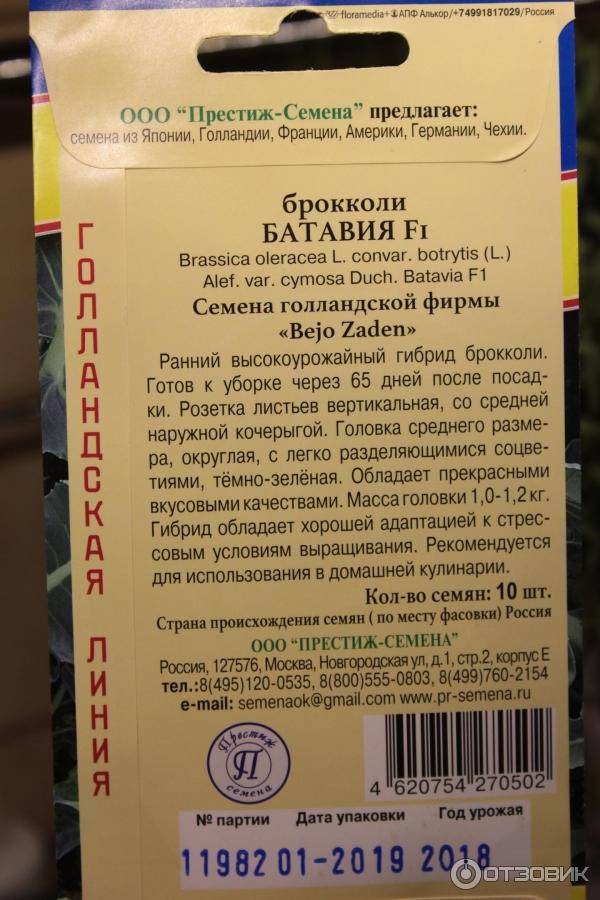 floramedia+ АПФ Алькор/+74991817029/Россия
ООО “Престиж-Семена” предлагает:
семена из Японии, Голландии, Франции, Америки, Германии, Чехии.
ГОЛЛАНДСКАЯ ЛИНИЯ
брокколи
БАТАВИЯ F1
Brassica oleracea L. convar. botrytis (L.)
Alef. var. cymosa Duch. Batavia F1
Семена голландской фирмы
«Bejo Zaden»
Ранний высокоурожайный гибрид брокколи.
Готов к уборке через 65 дней после посад-
ки. Розетка листьев вертикальная, со средней
наружной кочерыгой. Головка среднего разме-
ра, округлая, с легко разделяющимися соцве-
тиями, тёмно-зелёная. Обладает прекрасными
вкусовыми качествами. Масса головки 1,0-1,2 кг.
Гибрид обладает хорошей адаптацией к стрес-
совым условиям выращивания. Рекомендуется
для использования в домашней кулинарии.
Кол-во семян: 10 шт.
Страна происхождения семян ( по месту фасовки) Россия
ООО “ПРЕСТИЖ-СЕМЕНА”
Россия, 127576, Москва, Новгородская ул, д.1, стр.2, корпус Е
тел.:8(495)120-0535, 8(800)555-0803, 8(499)760-2154
e-mail: semenaok@gmail.com www.pr-semena.ru
Престиж
П
семена
4 620754 270502
№ партии Дата упаковки Год урожая
11982 01-2019 2018
ОТЗОВИК